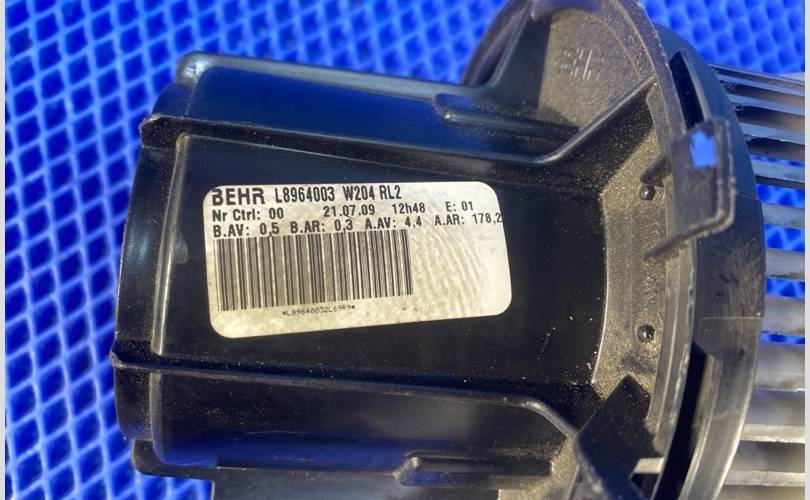 BEHR L8964003 W204 RL2
Nr Ctrl: 00 21.07.09 12h48 E: 01
B.AV: 0,5 B.AR: 0,3 A.AV: 4,4 A.AR: 178,2
*L89640032L69R9*